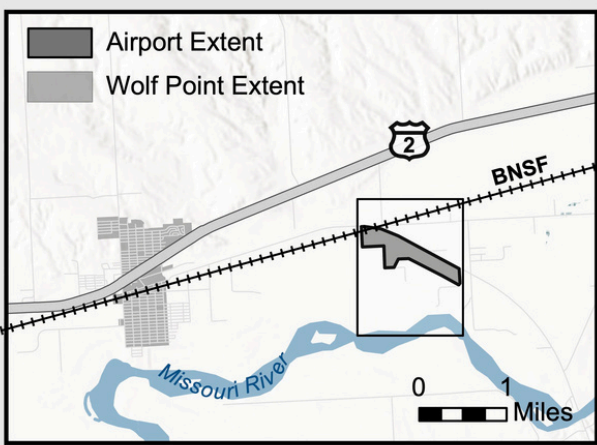 Airport Extent
Wolf Point Extent
2
BNSF
Missouri River
0 1
Miles